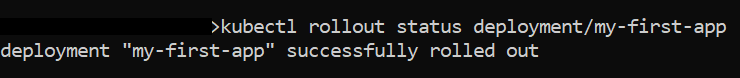 >kubectl rollout status deployment/my-first-app
deployment "my-first-app" successfully rolled out